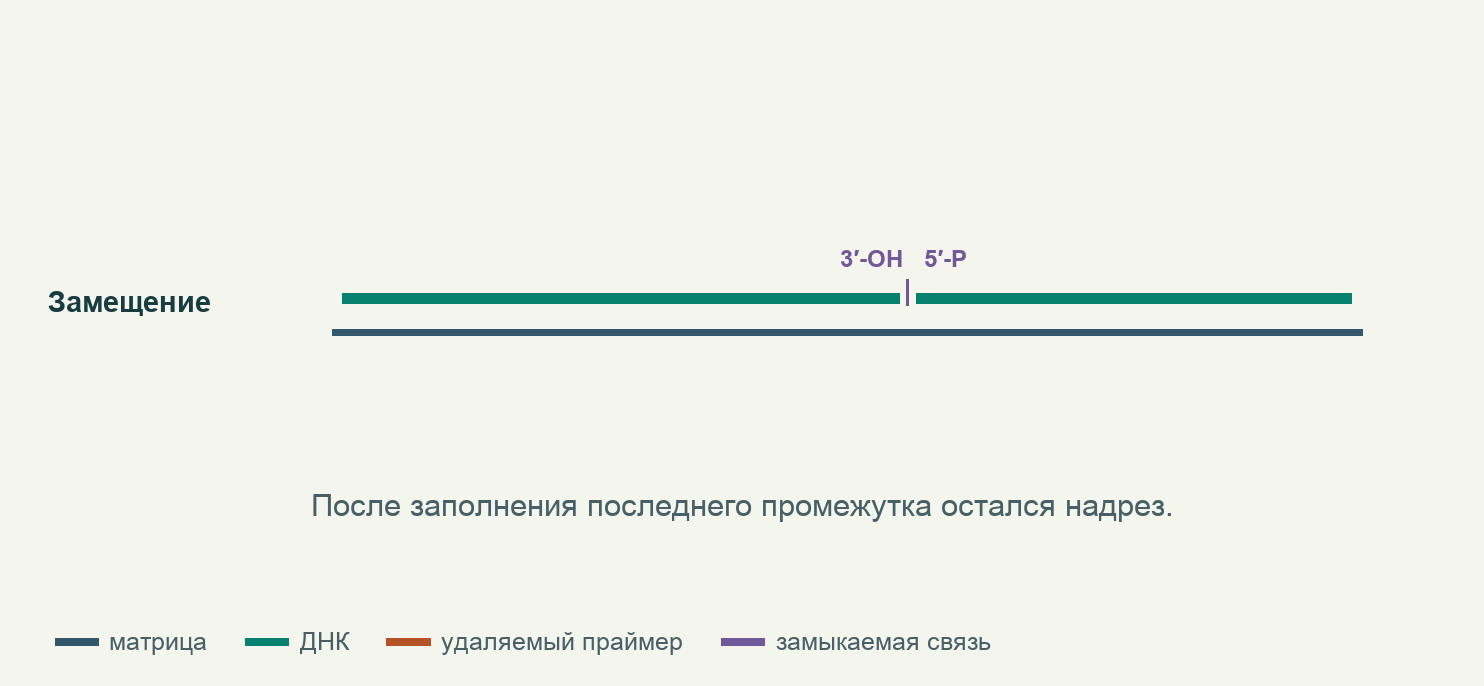 3′-OH 5′-P
Замещение
После заполнения последнего промежутка остался надрез.
матрица ДНК удаляемый праймер замыкаемая связь